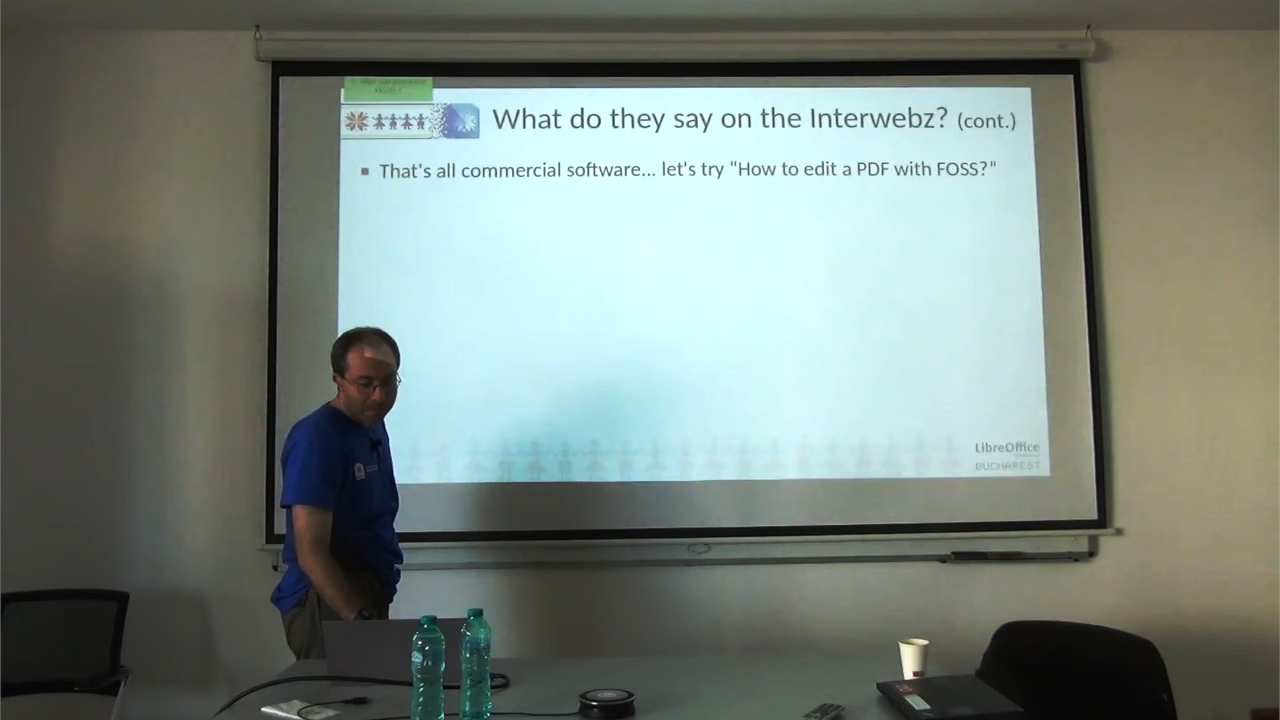 What do they say on the Interwebz? (cont.)
That's all commercial software... let's try “How to edit a PDF with FOSS?”
LibreOffice
BUCHAREST